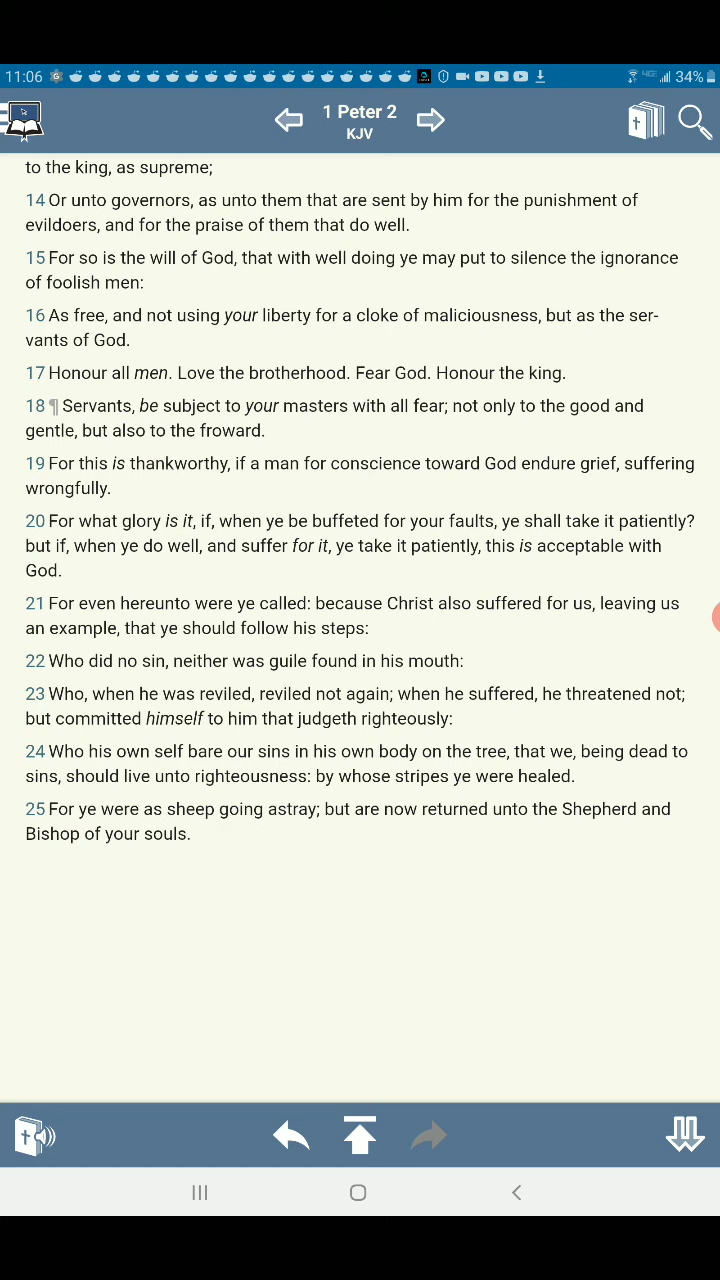 11:06 34%
1 Peter 2
KJV
to the king, as supreme;
14 Or unto governors, as unto them that are sent by him for the punishment of
evildoers, and for the praise of them that do well.
15 For so is the will of God, that with well doing ye may put to silence the ignorance
of foolish men:
16 As free, and not using your liberty for a cloke of maliciousness, but as the ser-
vants of God.
17 Honour all men. Love the brotherhood. Fear God. Honour the king.
18 ¶ Servants, be subject to your masters with all fear; not only to the good and
gentle, but also to the froward.
19 For this is thankworthy, if a man for conscience toward God endure grief, suffering
wrongfully.
20 For what glory is it, if, when ye be buffeted for your faults, ye shall take it patiently?
but if, when ye do well, and suffer for it, ye take it patiently, this is acceptable with
God.
21 For even hereunto were ye called: because Christ also suffered for us, leaving us
an example, that ye should follow his steps:
22 Who did no sin, neither was guile found in his mouth:
23 Who, when he was reviled, reviled not again; when he suffered, he threatened not;
but committed himself to him that judgeth righteously:
24 Who his own self bare our sins in his own body on the tree, that we, being dead to
sins, should live unto righteousness: by whose stripes ye were healed.
25 For ye were as sheep going astray; but are now returned unto the Shepherd and
Bishop of your souls.